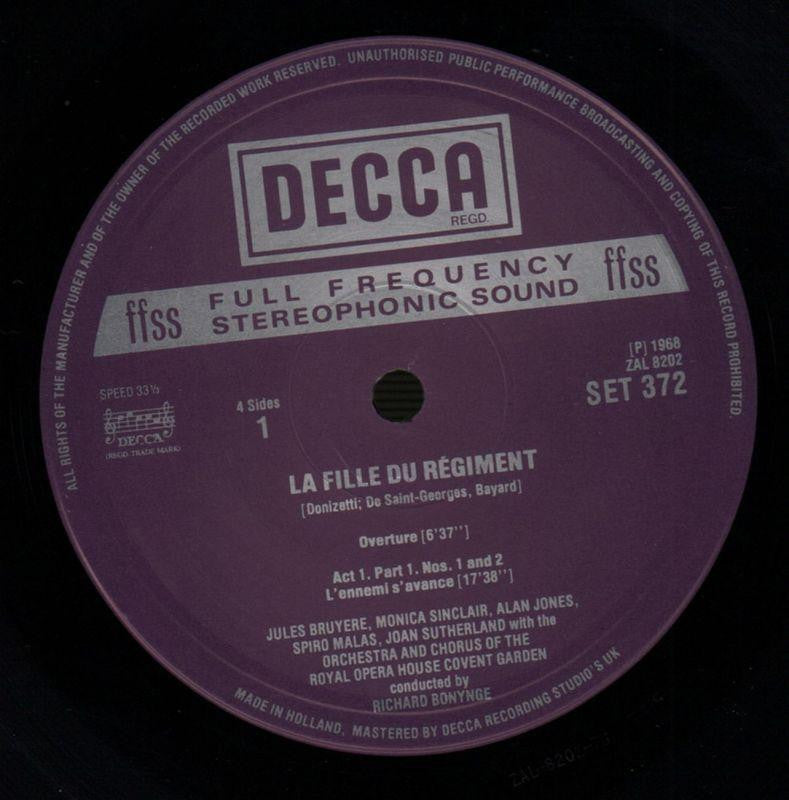 ALL RIGHTS OF THE MANUFACTURER AND OF THE OWNER OF THE RECORDED WORK RESERVED. UNAUTHORISED PUBLIC PERFORMANCE BROADCASTING AND COPYING OF THIS RECORD PROHIBITED.
DECCA
REGD.
ffss FULL FREQUENCY ffss
STEREOPHONIC SOUND
[P] 1968
ZAL 8202
SET 372
SPEED 33⅓
DECCA
(REGD. TRADE MARK)
4 Sides
1
LA FILLE DU RÉGIMENT
[Donizetti; De Saint-Georges, Bayard]
Overture [6'37'']
Act 1. Part 1. Nos. 1 and 2
L'ennemi s'avance [17'38'']
JULES BRUYERE, MONICA SINCLAIR, ALAN JONES,
SPIRO MALAS, JOAN SUTHERLAND with the
ORCHESTRA AND CHORUS OF THE
ROYAL OPERA HOUSE COVENT GARDEN
conducted by
RICHARD BONYNGE
MADE IN HOLLAND, MASTERED BY DECCA RECORDING STUDIO'S UK